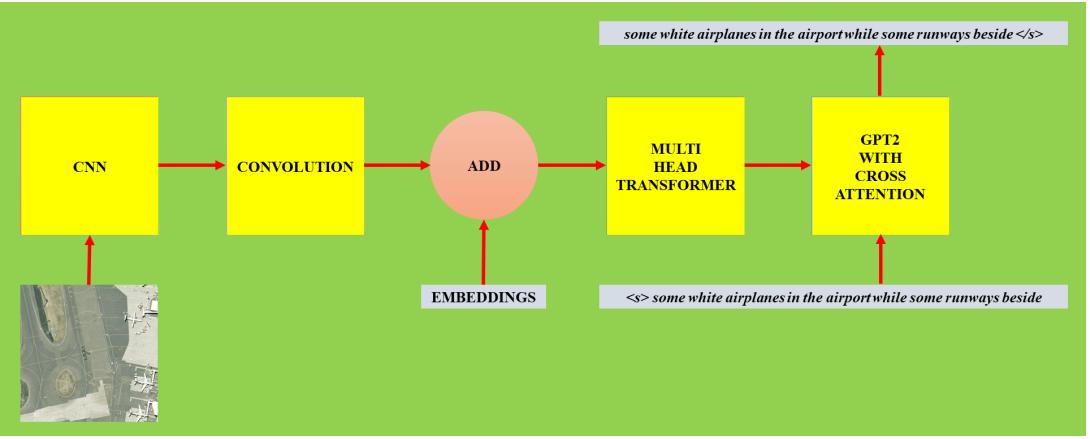 some white airplanes in the airport while some runways beside </s>
CNN
CONVOLUTION
ADD
MULTI
HEAD
TRANSFORMER
GPT2
WITH
CROSS
ATTENTION
EMBEDDINGS
<s> some white airplanes in the airport while some runways beside